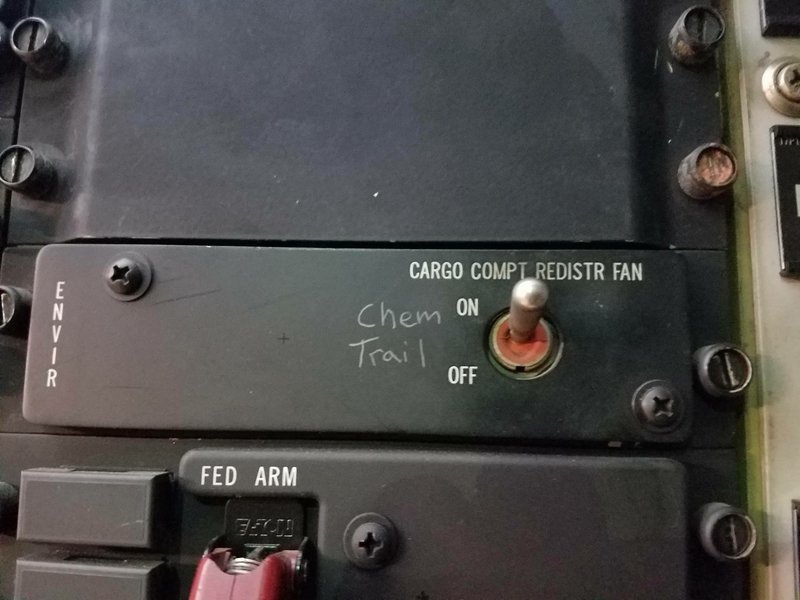 CARGO COMPT REDISTR FAN
ENVIR
Chem
Trail
ON
OFF
FED ARM